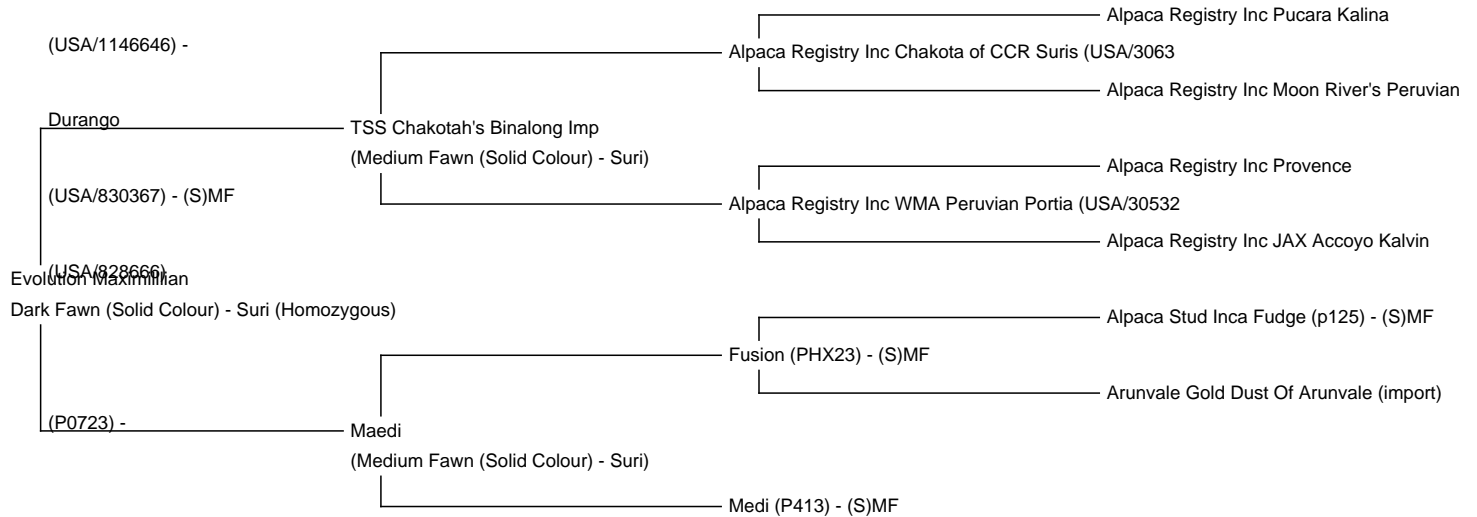 Alpaca Registry Inc Pucara Kalina
(USA/1146646) -
Alpaca Registry Inc Chakota of CCR Suris (USA/3063
Alpaca Registry Inc Moon River's Peruvian
Durango
TSS Chakotah's Binalong Imp
(Medium Fawn (Solid Colour) - Suri)
Alpaca Registry Inc Provence
(USA/830367) - (S)MF
Alpaca Registry Inc WMA Peruvian Portia (USA/30532
Alpaca Registry Inc JAX Accoyo Kalvin
(USA/828666)
Evolution Maximillian
Dark Fawn (Solid Colour) - Suri (Homozygous)
Alpaca Stud Inca Fudge (p125) - (S)MF
Fusion (PHX23) - (S)MF
Arunvale Gold Dust Of Arunvale (import)
(P0723) -
Maedi
(Medium Fawn (Solid Colour) - Suri)
Medi (P413) - (S)MF